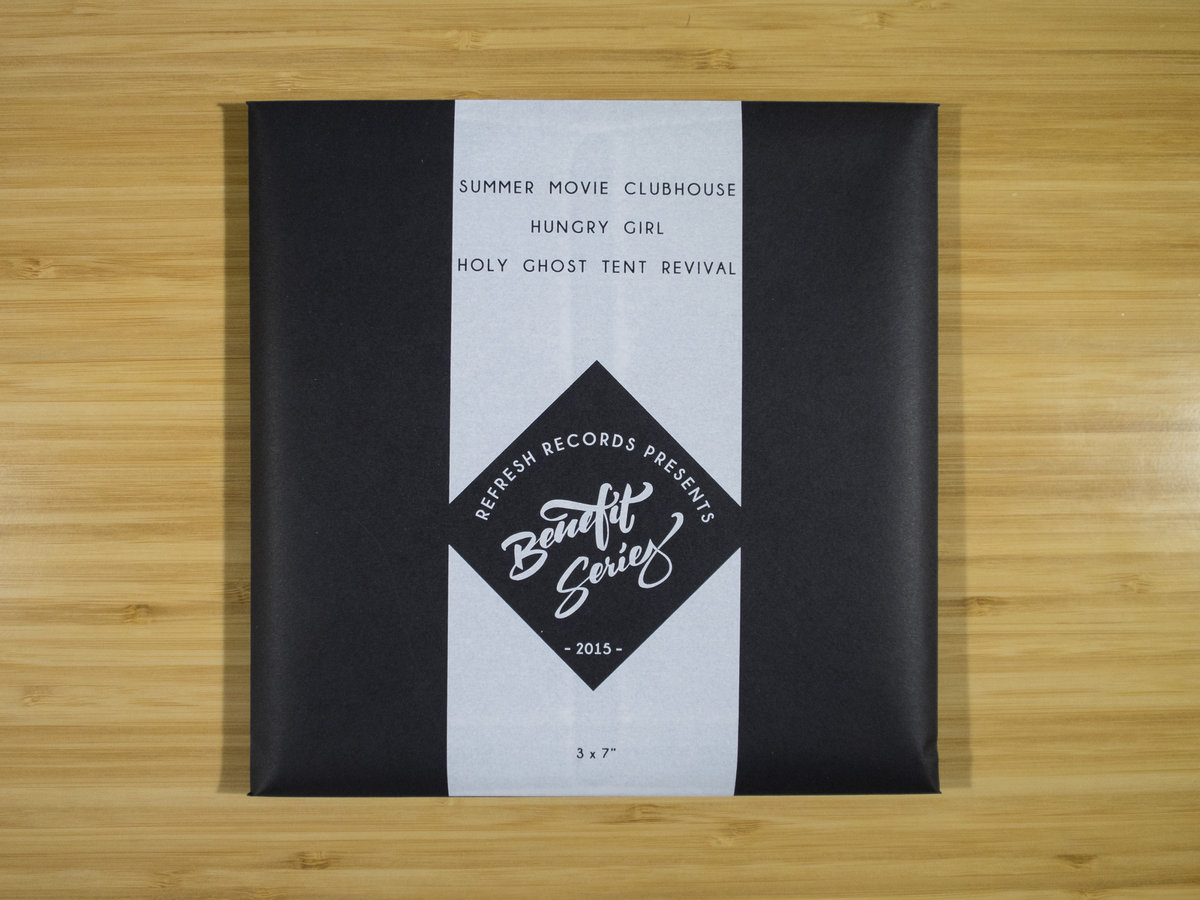 SUMMER MOVIE CLUBHOUSE
HUNGRY GIRL
HOLY GHOST TENT REVIVAL
REFRESH RECORDS PRESENTS
Benefit
Series
- 2015 -
3 x 7"